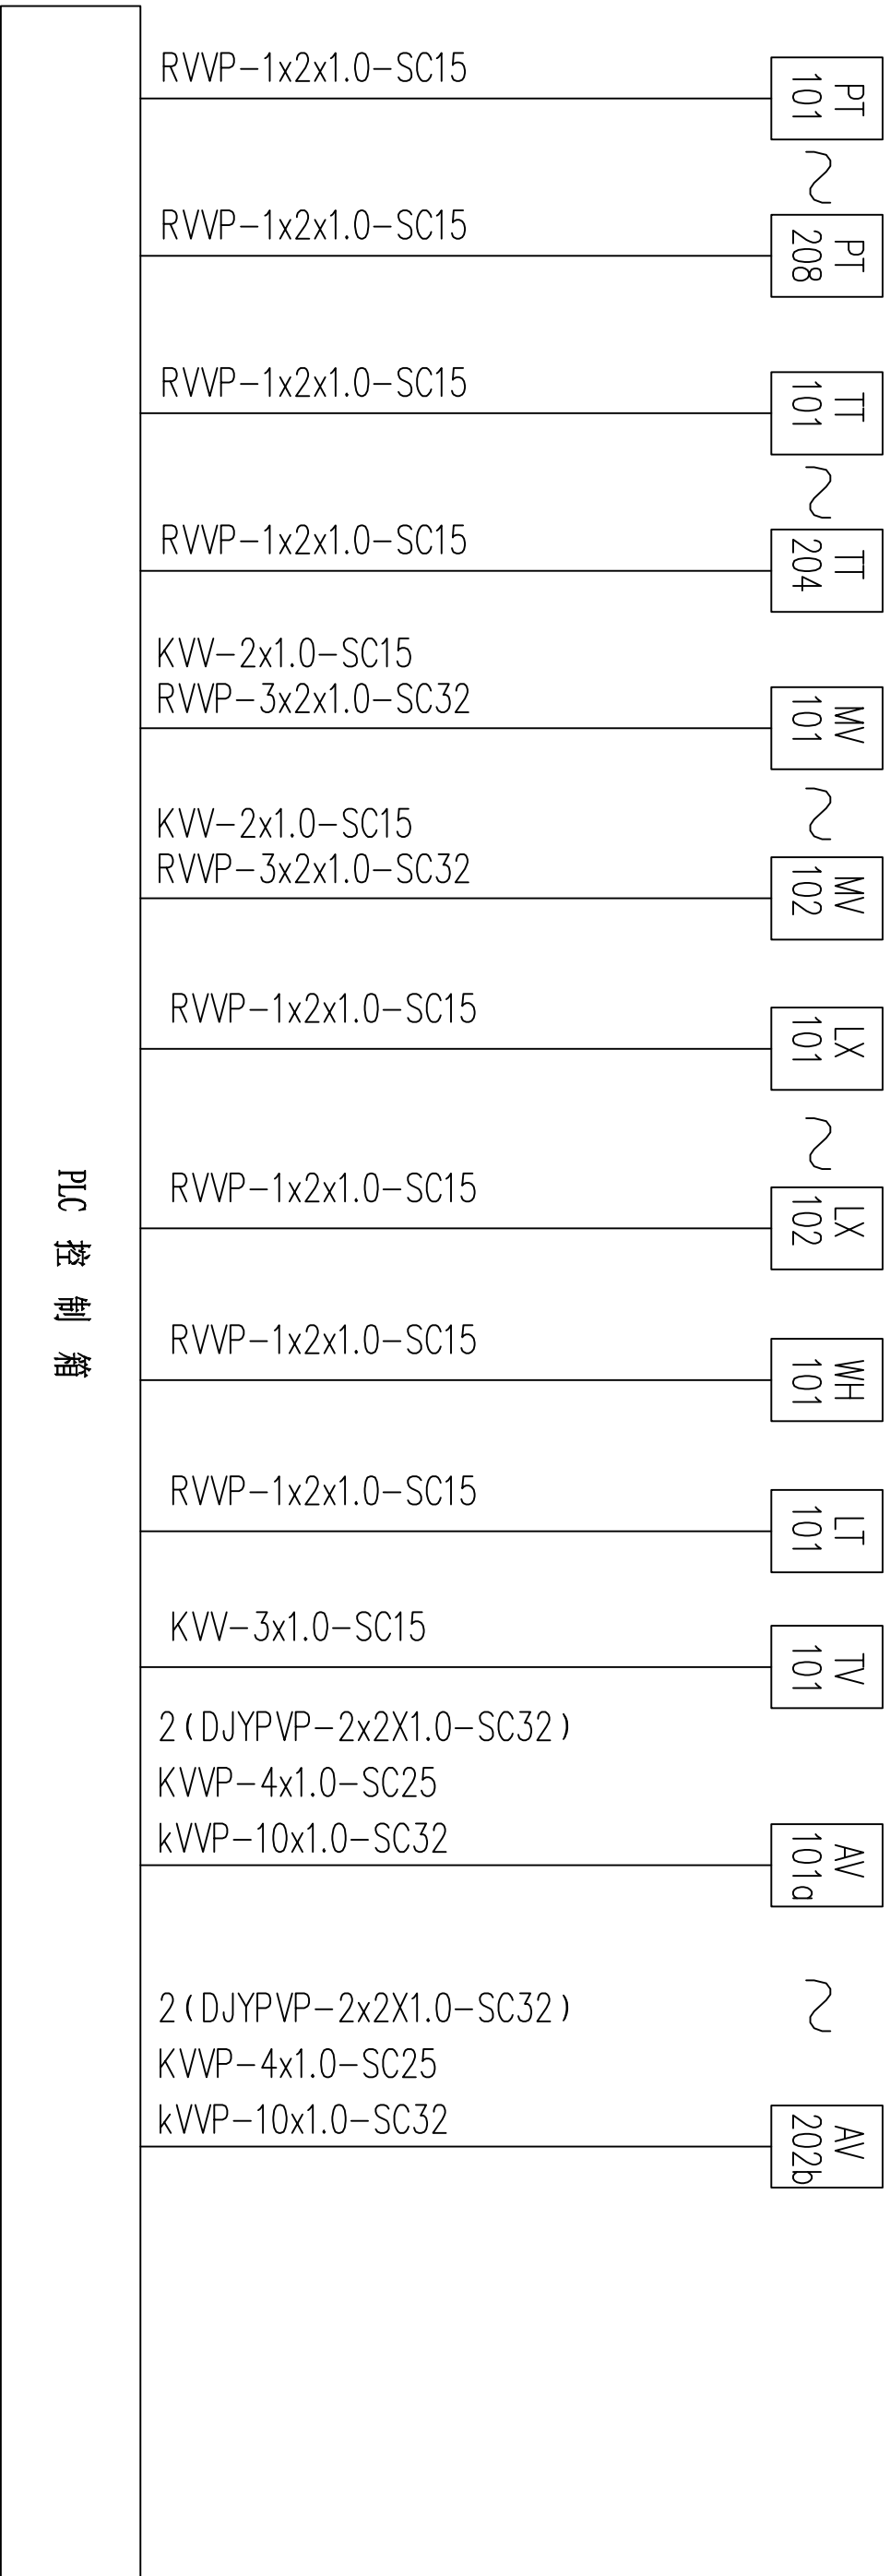 RVVP-1x2x1.0-SC15
PT
101
~
RVVP-1x2x1.0-SC15
PT
208
RVVP-1x2x1.0-SC15
TT
101
~
RVVP-1x2x1.0-SC15
TT
204
KVV-2x1.0-SC15
RVVP-3x2x1.0-SC32
MV
101
~
KVV-2x1.0-SC15
RVVP-3x2x1.0-SC32
MV
102
RVVP-1x2x1.0-SC15
LX
101
~
RVVP-1x2x1.0-SC15
LX
102
RVVP-1x2x1.0-SC15
WH
101
RVVP-1x2x1.0-SC15
LT
101
KVV-3x1.0-SC15
TV
101
2(DJYPVP-2x2X1.0-SC32)
KVVP-4x1.0-SC25
kVVP-10x1.0-SC32
AV
101a
~
2(DJYPVP-2x2X1.0-SC32)
KVVP-4x1.0-SC25
kVVP-10x1.0-SC32
AV
202b
PLC 控制箱